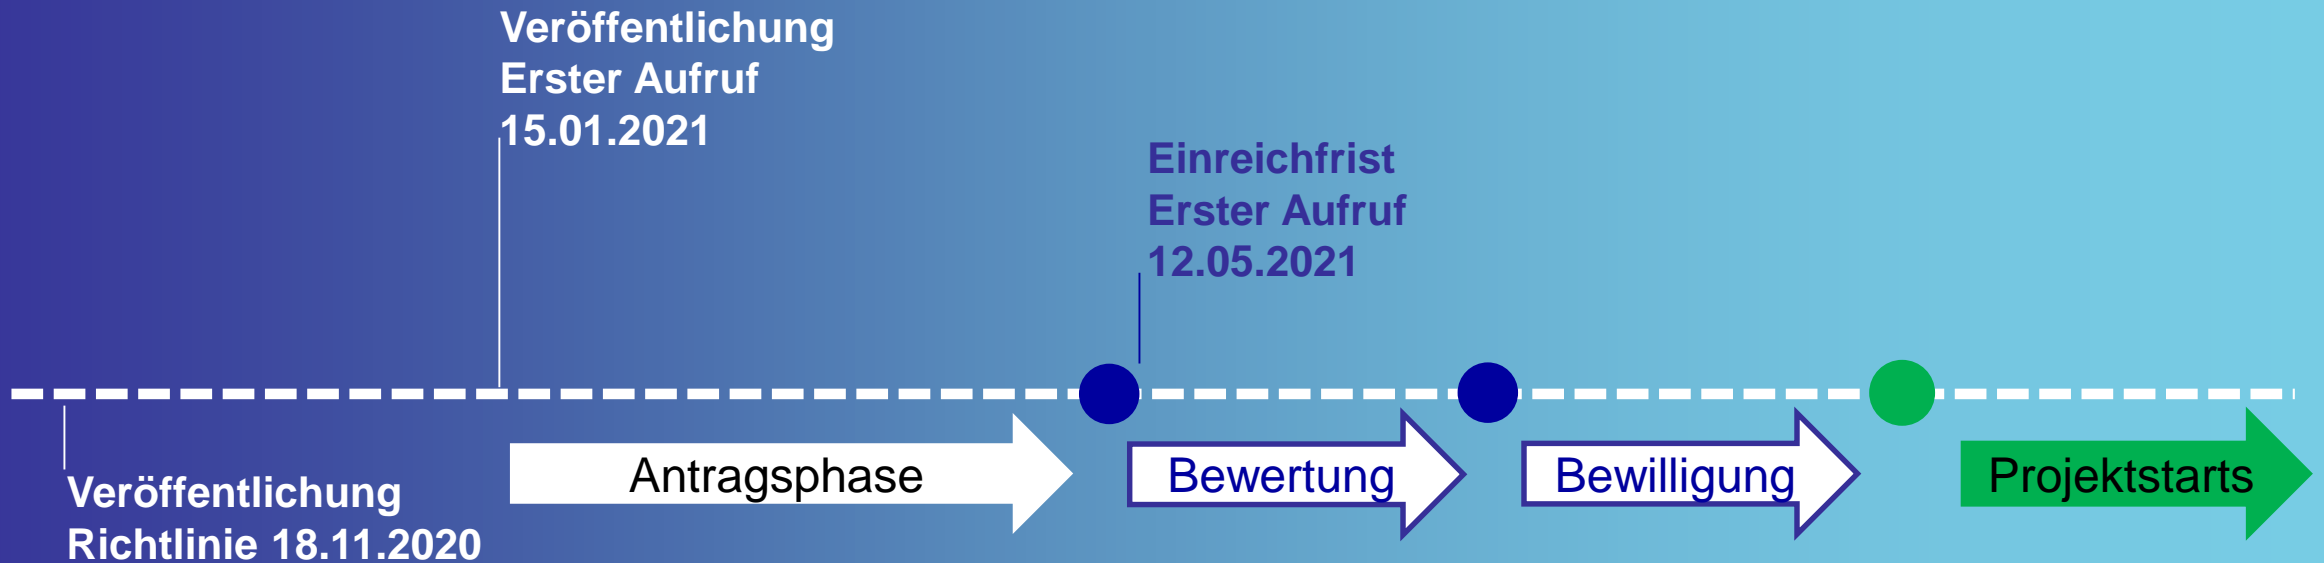 Veröffentlichung
Erster Aufruf
15.01.2021
Einreichfrist
Erster Aufruf
12.05.2021
Antragsphase
Bewertung
Bewilligung
Projektstarts
Veröffentlichung
Richtlinie 18.11.2020